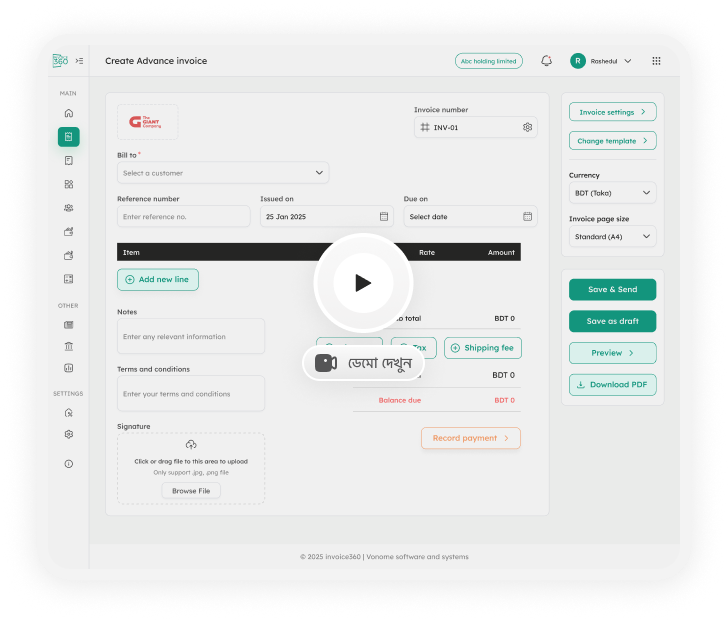 360
Create Advance invoice
Abc holding limited
R
Rashedul
MAIN
OTHER
SETTINGS
The
GIANT
Company
Invoice number
INV-01
Bill to *
Select a customer
Reference number
Issued on
Due on
Enter reference no.
25 Jan 2025
Select date
Item
Rate
Amount
Add new line
Notes
Enter any relevant information
total
BDT 0
Shipping fee
ডেমো দেখুন
BDT 0
Terms and conditions
Enter your terms and conditions
Balance due
BDT 0
Signature
Click or drag file to this area to upload
Only support .jpg, .png file
Browse File
Record payment
Invoice settings
Change template
Currency
BDT (Taka)
Invoice page size
Standard (A4)
Save & Send
Save as draft
Preview
Download PDF
© 2025 invoice360 | Vonome software and systems